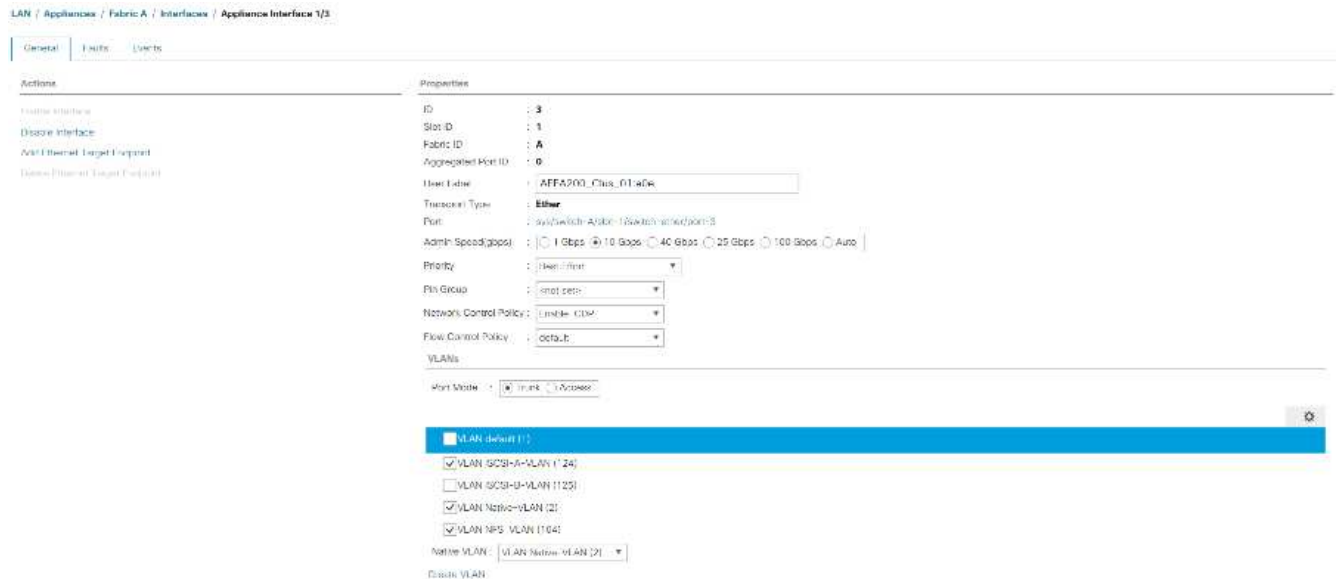 LAN / Appliances / Fabric A / Interfaces / Appliance Interface 1/3
General Faults Events
Actions
Enable Interface
Disable Interface
Add Ethernet Target Endpoint
Delete Ethernet Target Endpoint
Properties
ID : 3
Slot ID : 1
Fabric ID : A
Aggregated Port ID : 0
User Label :
Transport Type : Ether
Port : sys/switch-A/slot-1/switch-ether/port-3
Admin Speed(gbps) : 1 Gbps 10 Gbps 40 Gbps 25 Gbps 100 Gbps Auto
Priority : Best Effort
Pin Group : <not set>
Network Control Policy : Enable_CDP
Flow Control Policy : default
VLANs
Port Mode : Trunk Access
VLAN default (1)
VLAN iSCSI-A-VLAN (124)
VLAN iSCSI-B-VLAN (125)
VLAN Native-VLAN (2)
VLAN NFS_VLAN (104)
Native VLAN : VLAN Native-VLAN (2)
Create VLAN